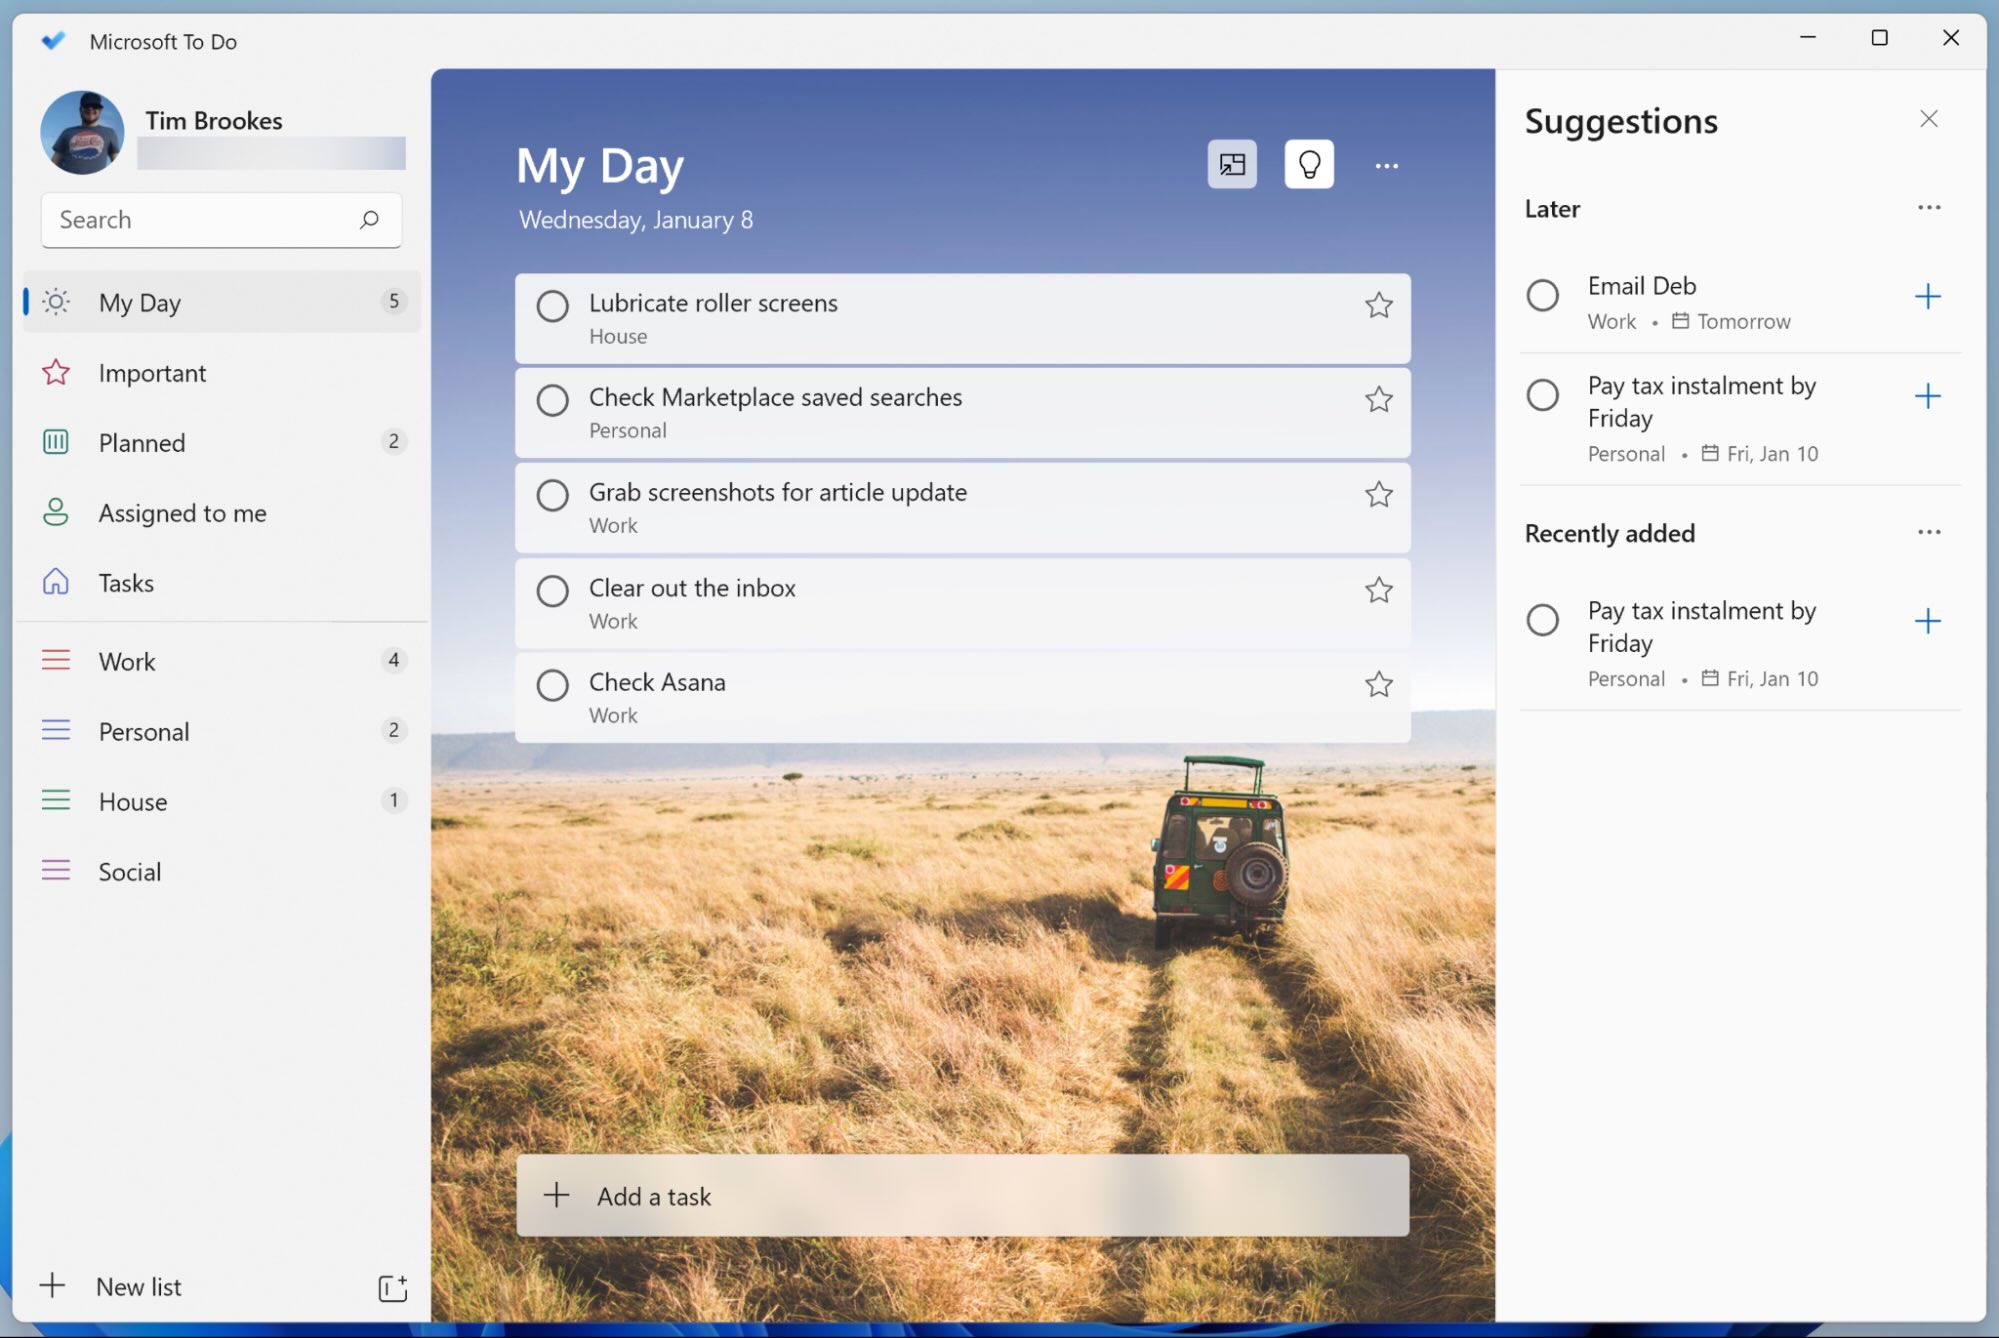 Microsoft To Do
Tim Brookes
Search
My Day 5
Important
Planned 2
Assigned to me
Tasks
Work 4
Personal 2
House 1
Social
New list
My Day
Wednesday, January 8
Lubricate roller screens
House
Check Marketplace saved searches
Personal
Grab screenshots for article update
Work
Clear out the inbox
Work
Check Asana
Work
Add a task
Suggestions
Later
Email Deb
Work • Tomorrow
Pay tax instalment by
Friday
Personal • Fri, Jan 10
Recently added
Pay tax instalment by
Friday
Personal • Fri, Jan 10